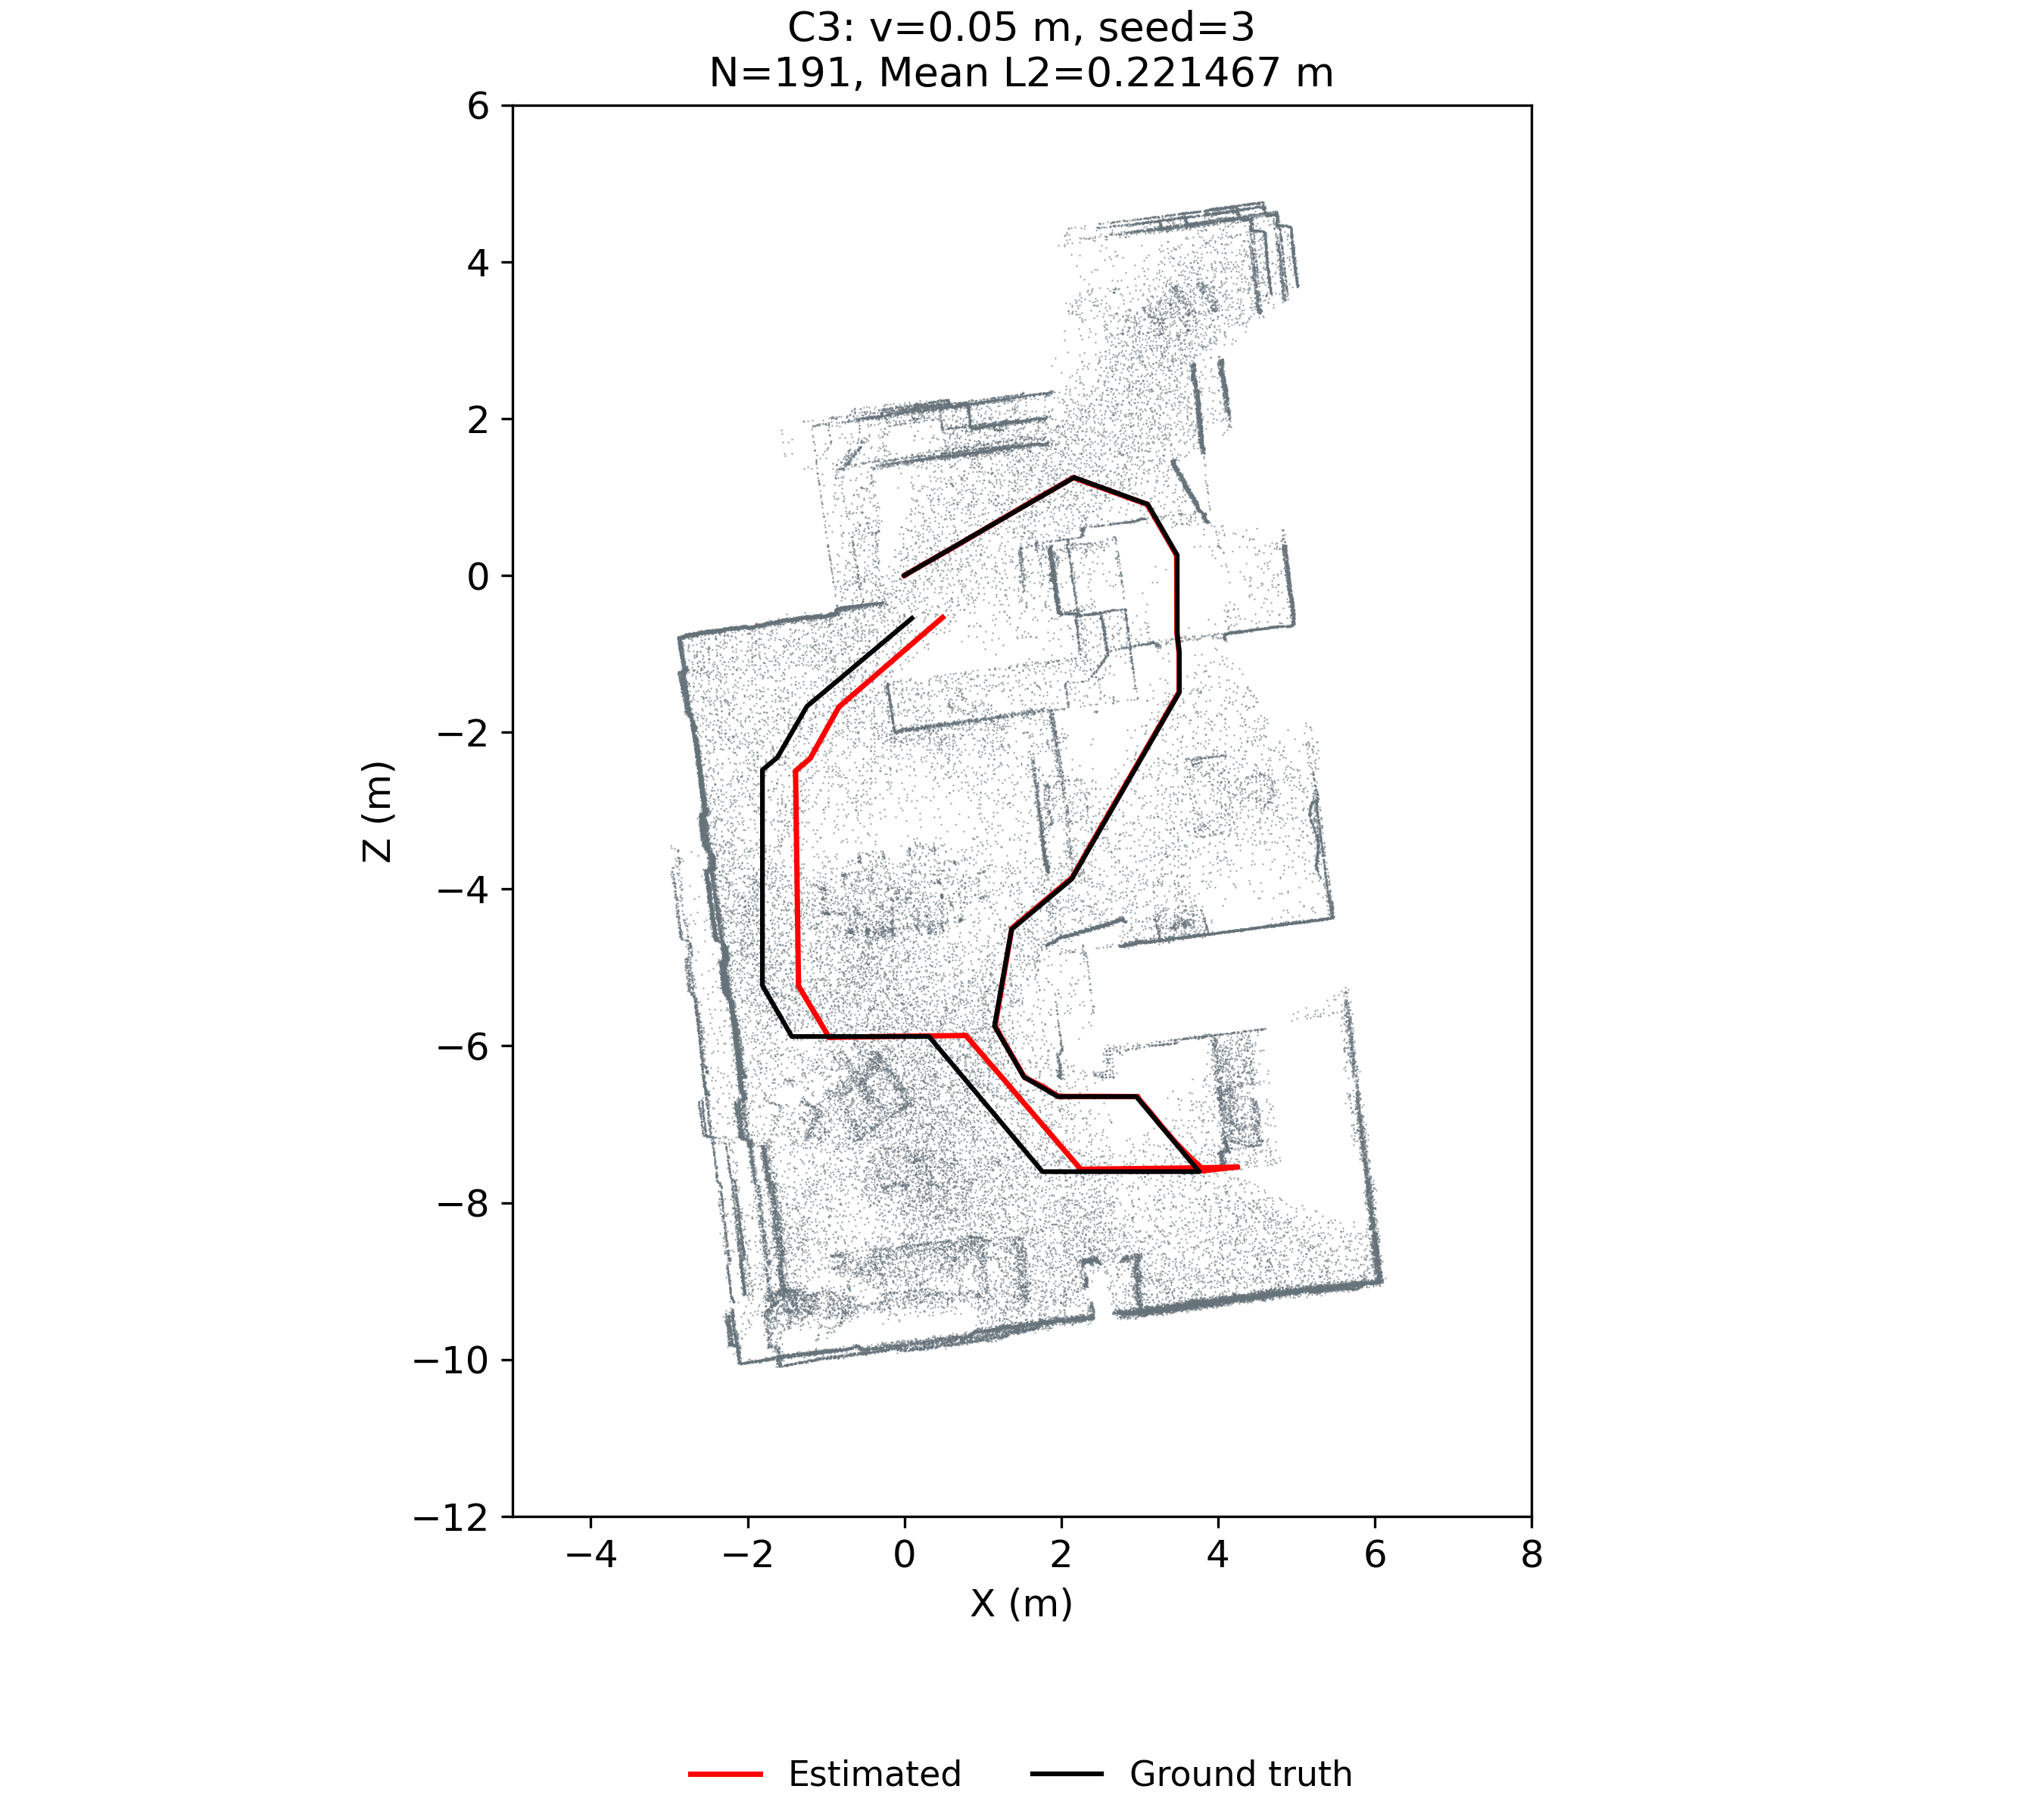 C3: v=0.05 m, seed=3
N=191, Mean L2=0.221467 m
6
4
2
0
−2
−4
−6
−8
−10
−12
Z (m)
−4 −2 0 2 4 6 8
X (m)
Estimated Ground truth